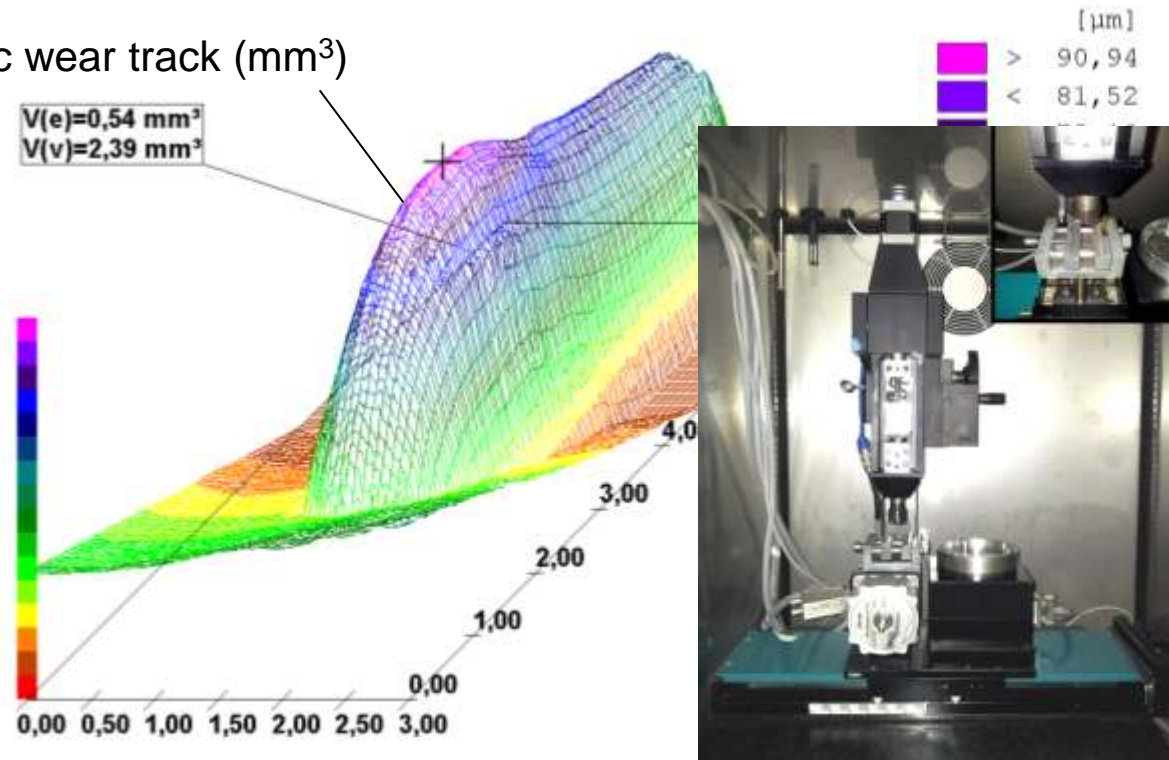 [µm]
c wear track (mm³)
> 90,94
V(e)=0,54 mm³
< 81,52
V(v)=2,39 mm³
4,0
3,00
2,00
1,00
0,00
0,00 0,50 1,00 1,50 2,00 2,50 3,00